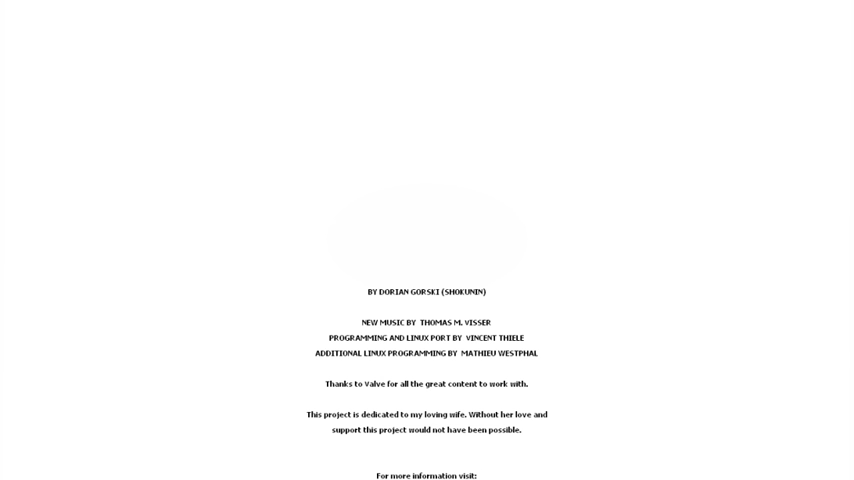 BY DORIAN GORSKI (SHOKUNIN)
NEW MUSIC BY THOMAS M. VISSER
PROGRAMMING AND LINUX PORT BY VINCENT THIELE
ADDITIONAL LINUX PROGRAMMING BY MATHIEU WESTPHAL
Thanks to Valve for all the great content to work with.
This project is dedicated to my loving wife. Without her love and
support this project would not have been possible.
For more information visit: